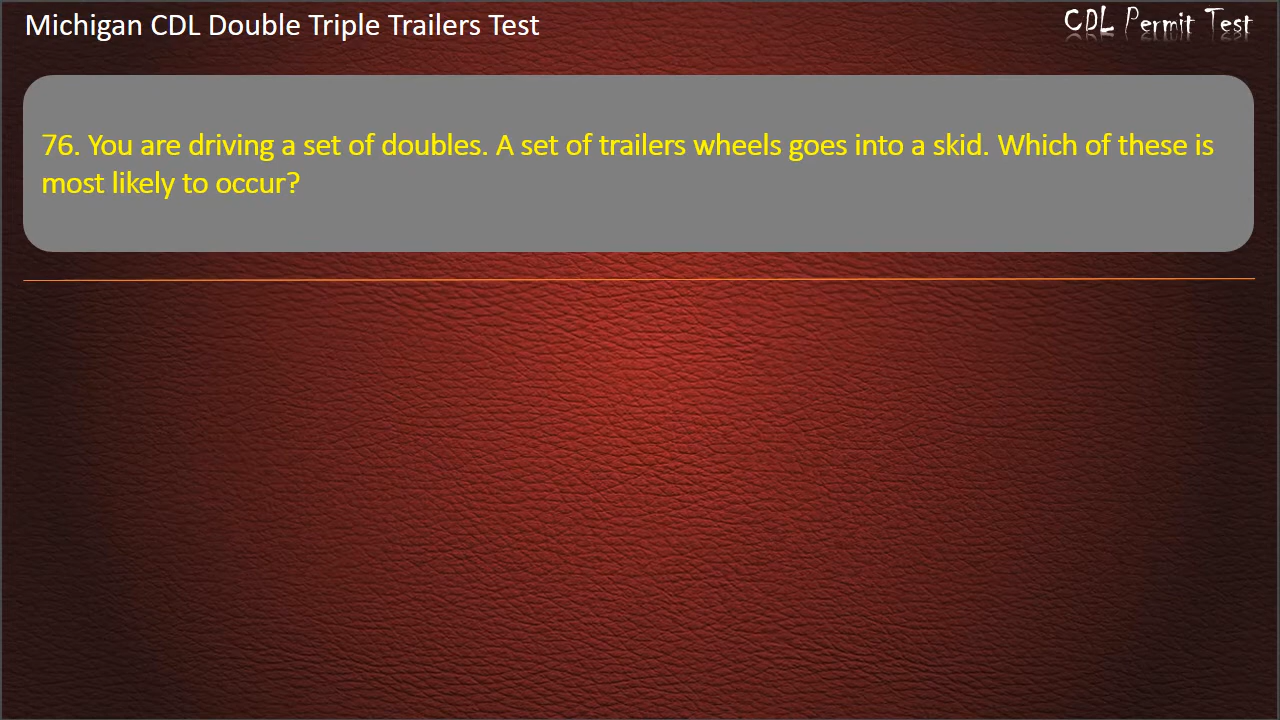 Michigan CDL Double Triple Trailers Test
CDL Permit Test
76. You are driving a set of doubles. A set of trailers wheels goes into a skid. Which of these is
most likely to occur?